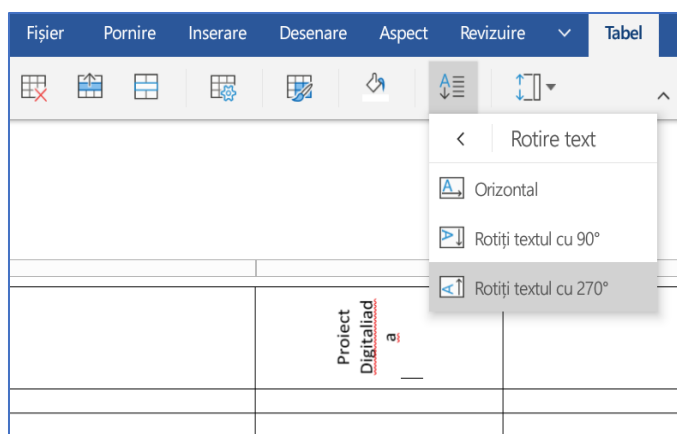 Fișier Pornire Inserare Desenare Aspect Revizuire Tabel
Rotire text
Orizontal
Rotiți textul cu 90°
Rotiți textul cu 270°
Proiect
Digitaliad
a